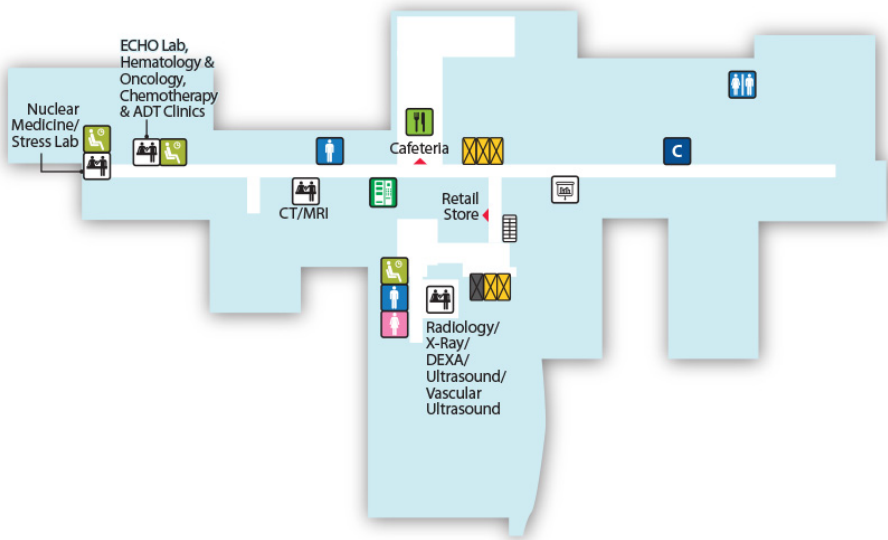 ECHO Lab,
Hematology &
Oncology,
Chemotherapy
& ADT Clinics
Nuclear
Medicine/
Stress Lab
Cafeteria
C
CT/MRI
Retail
Store
Radiology/
X-Ray/
DEXA/
Ultrasound/
Vascular
Ultrasound